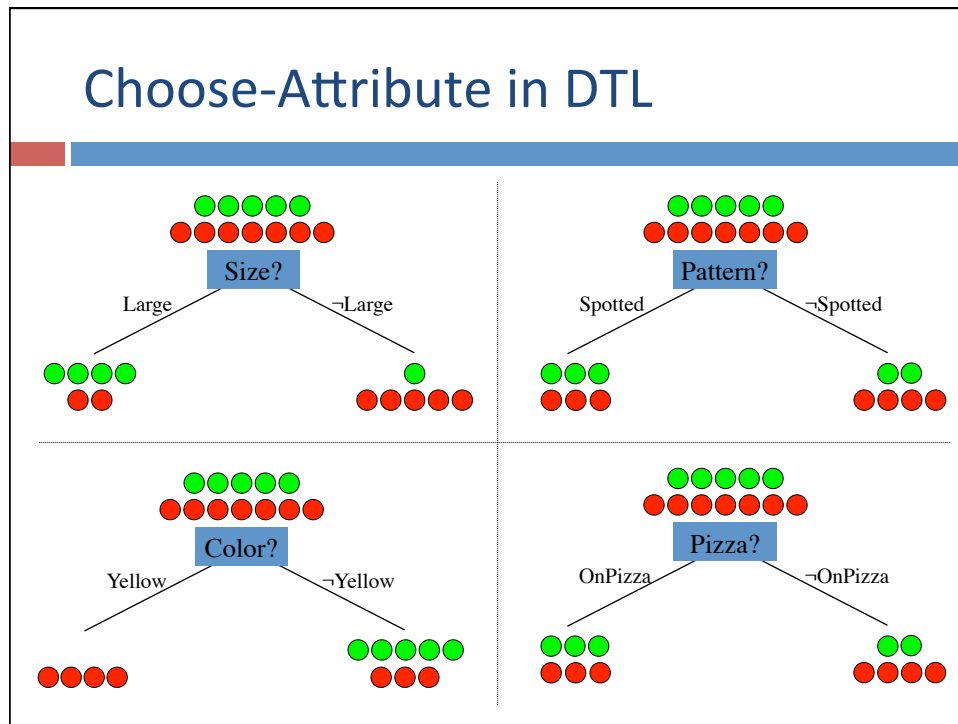 Choose-Attribute in DTL
Size?
Large
¬Large
Pattern?
Spotted
¬Spotted
Color?
Yellow
¬Yellow
Pizza?
OnPizza
¬OnPizza